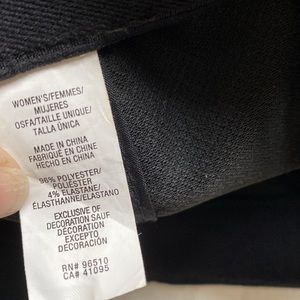 WOMEN'S/FEMMES/
MUJERES
OSFA/TAILLE UNIQUE/
TALLA ÚNICA
MADE IN CHINA
FABRIQUÉ EN CHINE
HECHO EN CHINA
96% POLYESTER/
POLIÉSTER
4% ELASTANE/
ÉLASTHANNE/ELASTANO
EXCLUSIVE OF
DECORATION SAUF
DÉCORATION
EXCEPTO
DECORACIÓN
RN# 96510
CA# 41095